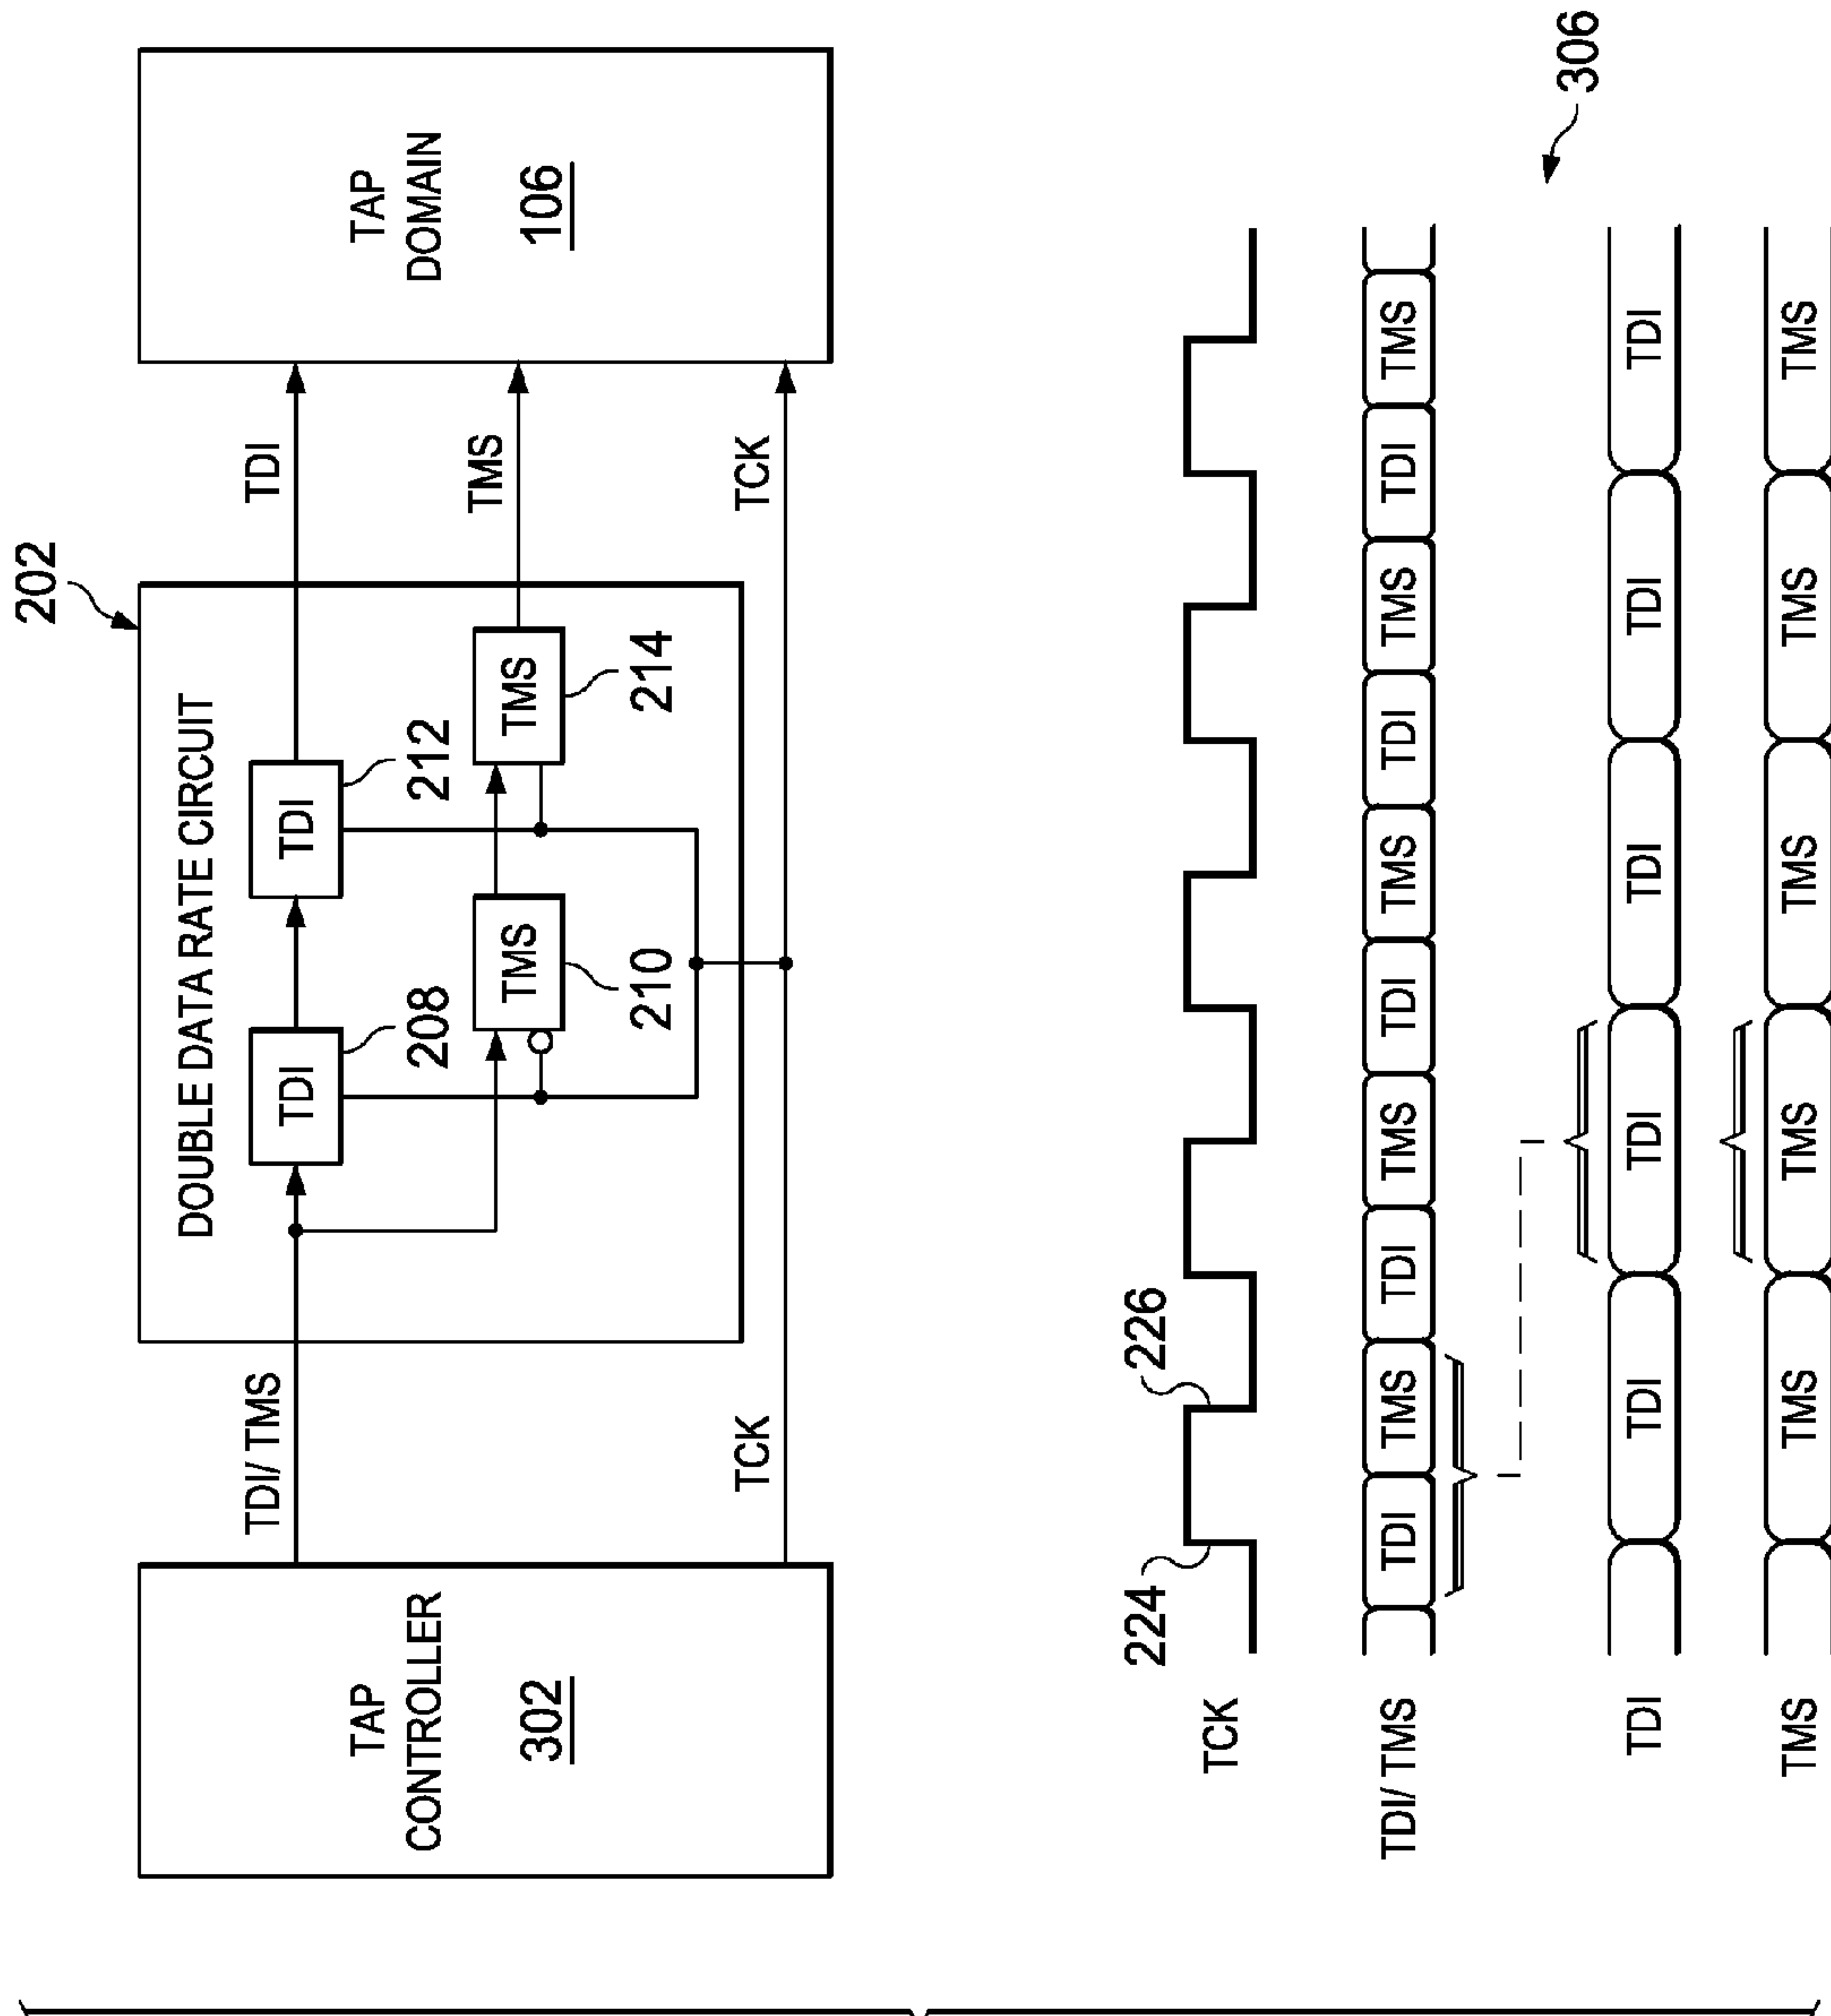 202
DOUBLE DATA RATE CIRCUIT
TAP
CONTROLLER
302
TDI/TMS
TCK
TDI
208
TDI
212
TMS
210
TMS
214
TDI
TMS
TCK
TAP
DOMAIN
106
224
226
TCK
TDI/TMS
TDI TMS TDI TMS TDI TMS TDI TMS TDI TMS
306
TDI
TDI TDI TDI TDI TDI
TMS
TMS TMS TMS TMS TMS